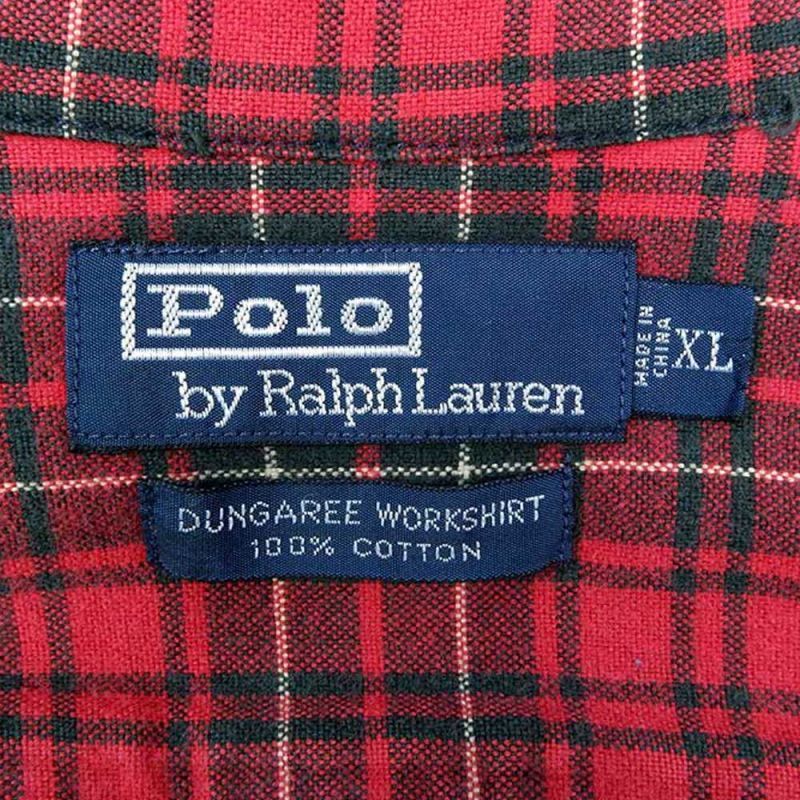 Polo
by Ralph Lauren
MADE IN
CHINA
XL
DUNGAREE WORKSHIRT
100% COTTON